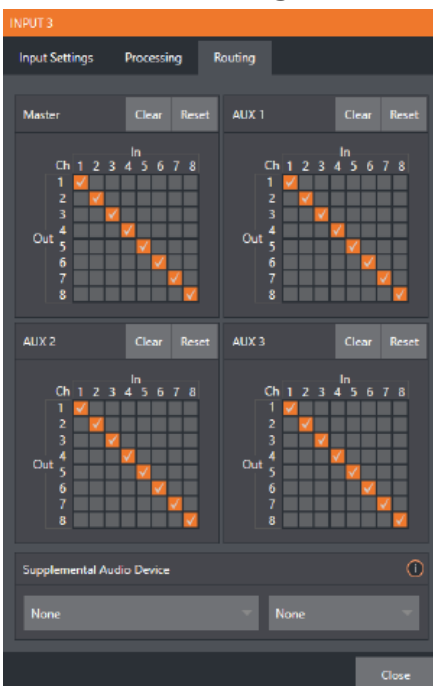 INPUT 3
Input Settings Processing Routing
Master Clear Reset
In
Ch 1 2 3 4 5 6 7 8
1
2
3
4
Out
5
6
7
8
AUX 1 Clear Reset
In
Ch 1 2 3 4 5 6 7 8
1
2
3
4
Out
5
6
7
8
AUX 2 Clear Reset
In
Ch 1 2 3 4 5 6 7 8
1
2
3
4
Out
5
6
7
8
AUX 3 Clear Reset
In
Ch 1 2 3 4 5 6 7 8
1
2
3
4
Out
5
6
7
8
Supplemental Audio Device
None None
Close